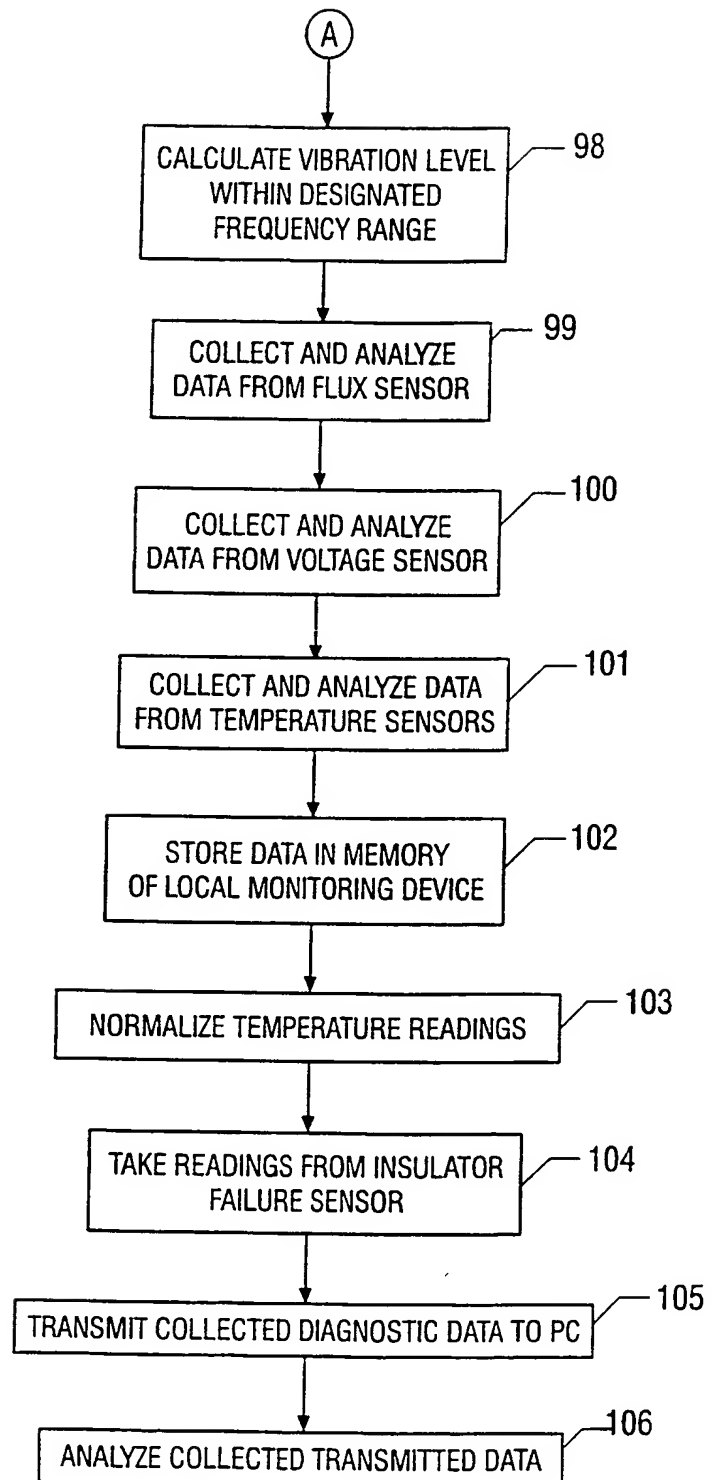 A
CALCULATE VIBRATION LEVEL
WITHIN DESIGNATED
FREQUENCY RANGE
98
COLLECT AND ANALYZE
DATA FROM FLUX SENSOR
99
COLLECT AND ANALYZE
DATA FROM VOLTAGE SENSOR
100
COLLECT AND ANALYZE DATA
FROM TEMPERATURE SENSORS
101
STORE DATA IN MEMORY
OF LOCAL MONITORING DEVICE
102
NORMALIZE TEMPERATURE READINGS
103
TAKE READINGS FROM INSULATOR
FAILURE SENSOR
104
TRANSMIT COLLECTED DIAGNOSTIC DATA TO PC
105
ANALYZE COLLECTED TRANSMITTED DATA
106